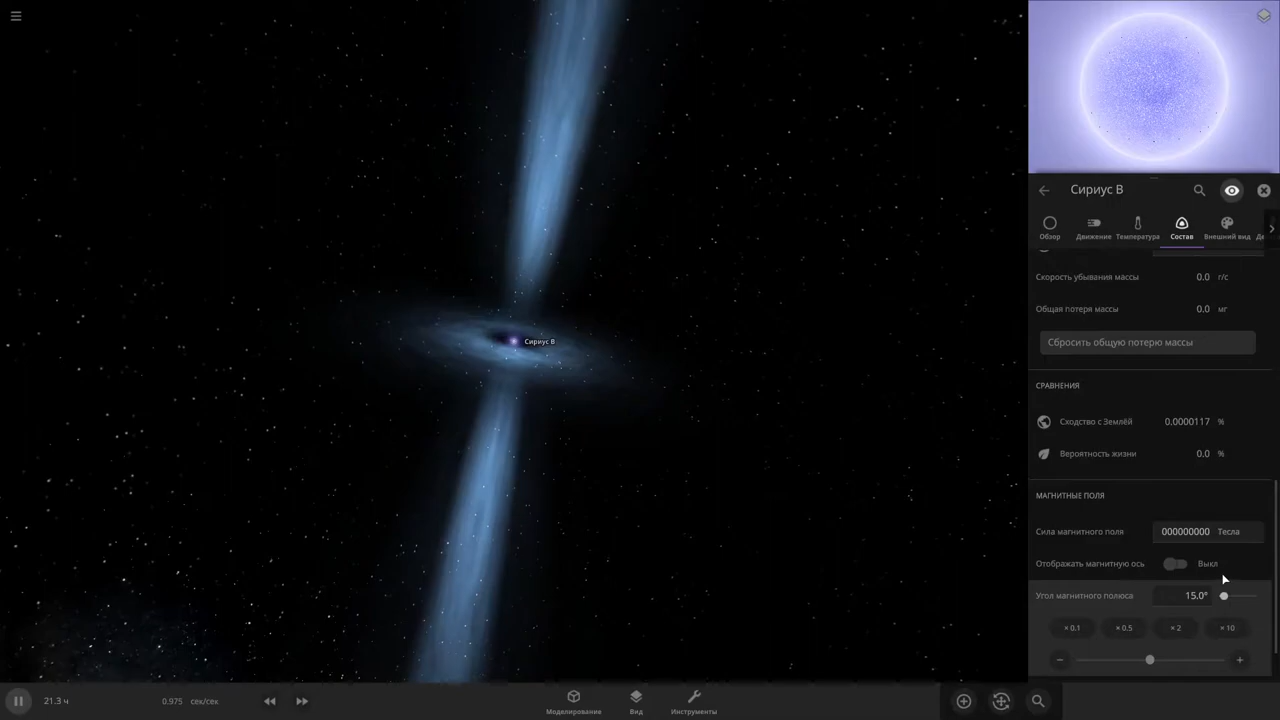 Сириус B
Обзор
Движение
Температура
Состав
Внешний вид
Скорость убывания массы 0.0 г/с
Общая потеря массы 0.0 мг
Сбросить общую потерю массы
СРАВНЕНИЯ
Сходство с Землёй 0.0000117 %
Вероятность жизни 0.0 %
МАГНИТНЫЕ ПОЛЯ
Сила магнитного поля 000000000 Тесла
Отображать магнитную ось Выкл
Угол магнитного полюса 15.0°
× 0.1 × 0.5 × 2 × 10
Сириус B
21.3 ч 0.975 сек/сек
Моделирование Вид Инструменты